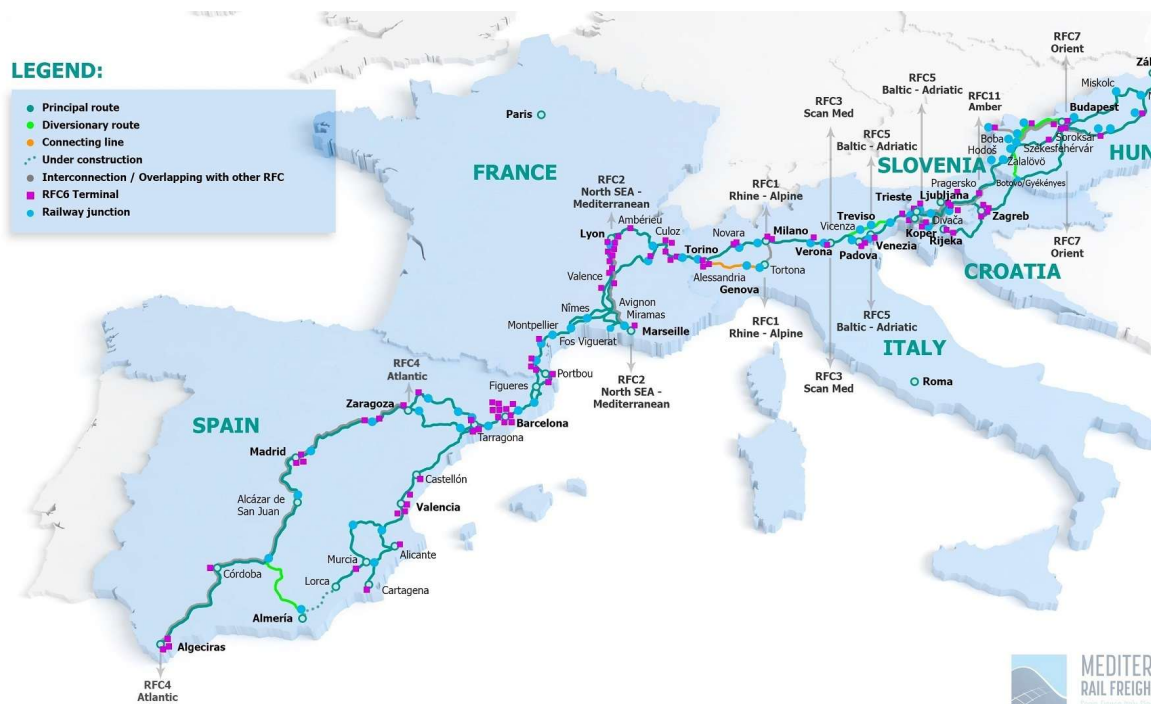 LEGEND:
Principal route
Diversionary route
Connecting line
Under construction
Interconnection / Overlapping with other RFC
RFC6 Terminal
Railway junction
Paris
FRANCE
RFC2
North SEA -
Mediterranean
Ambérieu
Lyon
Culoz
Valence
Avignon
Miramas
Nîmes
Marseille
Montpellier
Fos Viguerat
RFC2
North SEA -
Mediterranean
Portbou
Figueres
RFC4
Atlantic
Zaragoza
SPAIN
Barcelona
Tarragona
Madrid
Castellón
Alcázar de
San Juan
Valencia
Alicante
Murcia
Córdoba
Lorca
Cartagena
Almería
Algeciras
RFC4
Atlantic
RFC1
Rhine - Alpine
Torino
Novara
Milano
Alessandria
Tortona
Genova
RFC1
Rhine - Alpine
RFC3
Scan Med
Verona
Vicenza
Padova
RFC3
Scan Med
RFC5
Baltic - Adriatic
Treviso
Venezia
RFC5
Baltic - Adriatic
ITALY
Roma
RFC5
Baltic - Adriatic
SLOVENIA
Trieste
Ljubljana
Pragersko
Divača
Koper
Rijeka
Zagreb
CROATIA
RFC11
Amber
Boba
Hodoš
Zalalövö
Botovo/Gyékényes
RFC7
Orient
Miskolc
Budapest
Soroksár
Székesfehérvár
HUN
Zál
RFC7
Orient
MEDITER
RAIL FREIGH